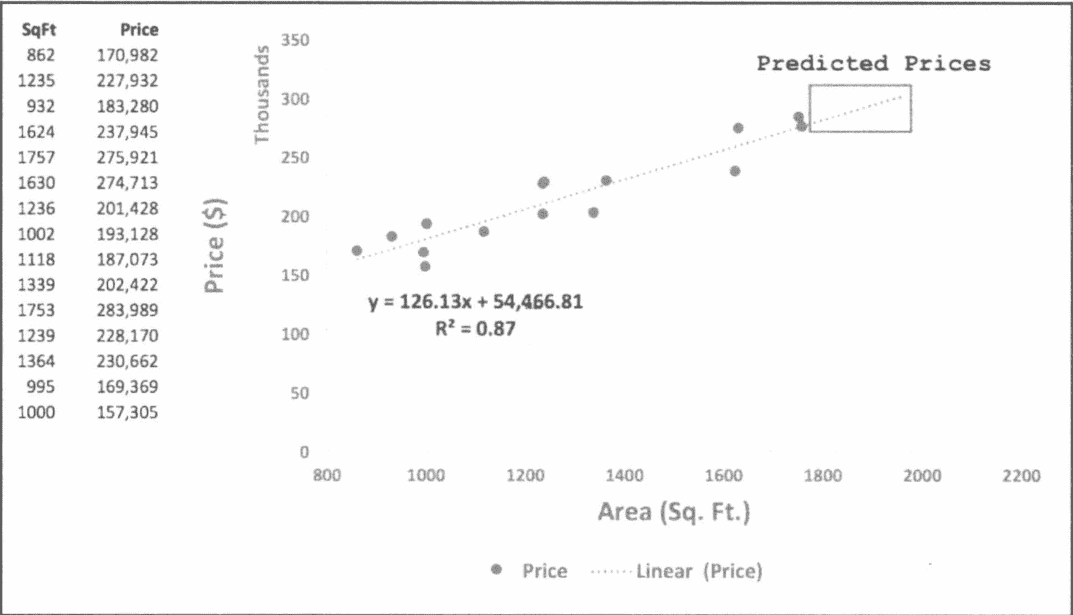 SqFt Price
862 170,982
1235 227,932
932 183,280
1624 237,945
1757 275,921
1630 274,713
1236 201,428
1002 193,128
1118 187,073
1339 202,422
1753 283,989
1239 228,170
1364 230,662
995 169,369
1000 157,305
Price ($)
Thousands
350
300
250
200
150
100
50
0
Predicted Prices
y = 126.13x + 54,466.81
R² = 0.87
800 1000 1200 1400 1600 1800 2000 2200
Area (Sq. Ft.)
Price Linear (Price)